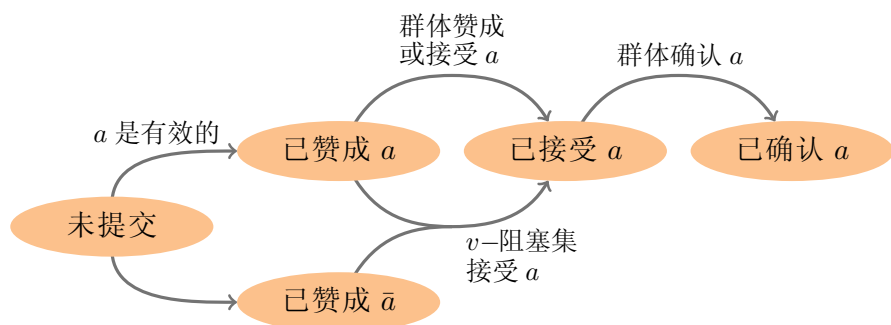 群体赞成
或接受 a
群体确认 a
a 是有效的
已赞成 a
已接受 a
已确认 a
未提交
v–阻塞集
接受 a
已赞成 ā